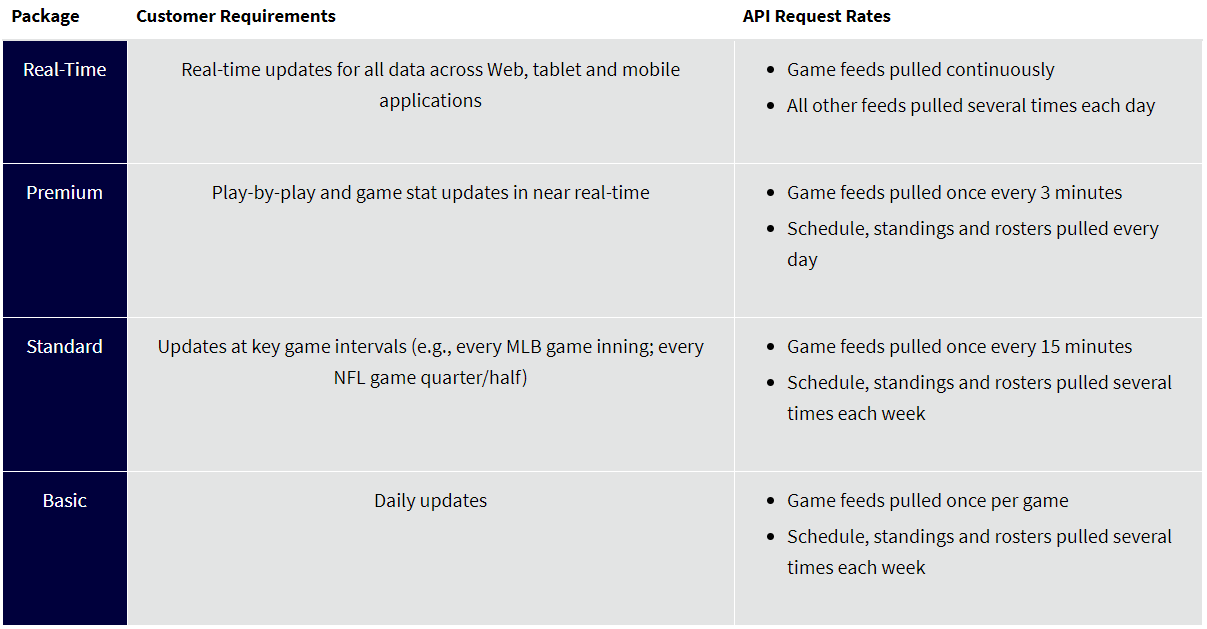 Package Customer Requirements API Request Rates
Real-Time
Real-time updates for all data across Web, tablet and mobile
applications
Game feeds pulled continuously
All other feeds pulled several times each day
Premium
Play-by-play and game stat updates in near real-time
Game feeds pulled once every 3 minutes
Schedule, standings and rosters pulled every
day
Standard
Updates at key game intervals (e.g., every MLB game inning; every
NFL game quarter/half)
Game feeds pulled once every 15 minutes
Schedule, standings and rosters pulled several
times each week
Basic
Daily updates
Game feeds pulled once per game
Schedule, standings and rosters pulled several
times each week